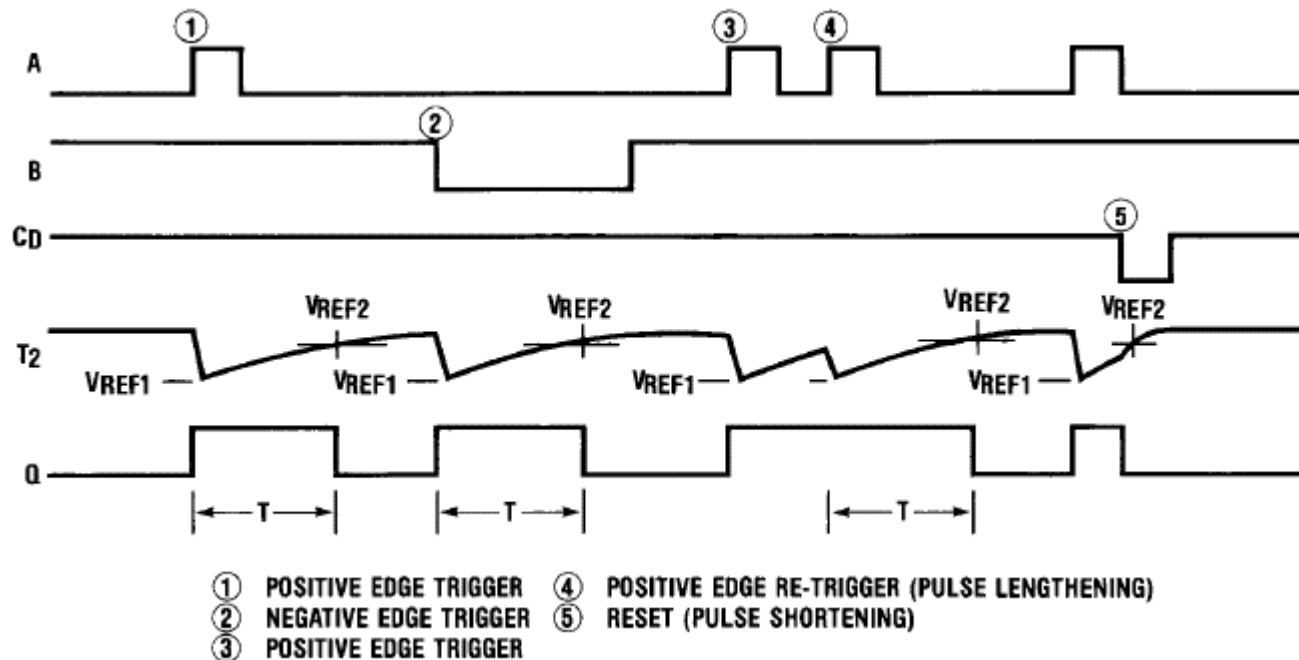 ① ③ ④
A
②
B
⑤
CD
VREF2 VREF2 VREF2 VREF2
T2
VREF1 VREF1 VREF1 VREF1
Q
T T T
① POSITIVE EDGE TRIGGER ④ POSITIVE EDGE RE-TRIGGER (PULSE LENGTHENING)
② NEGATIVE EDGE TRIGGER ⑤ RESET (PULSE SHORTENING)
③ POSITIVE EDGE TRIGGER